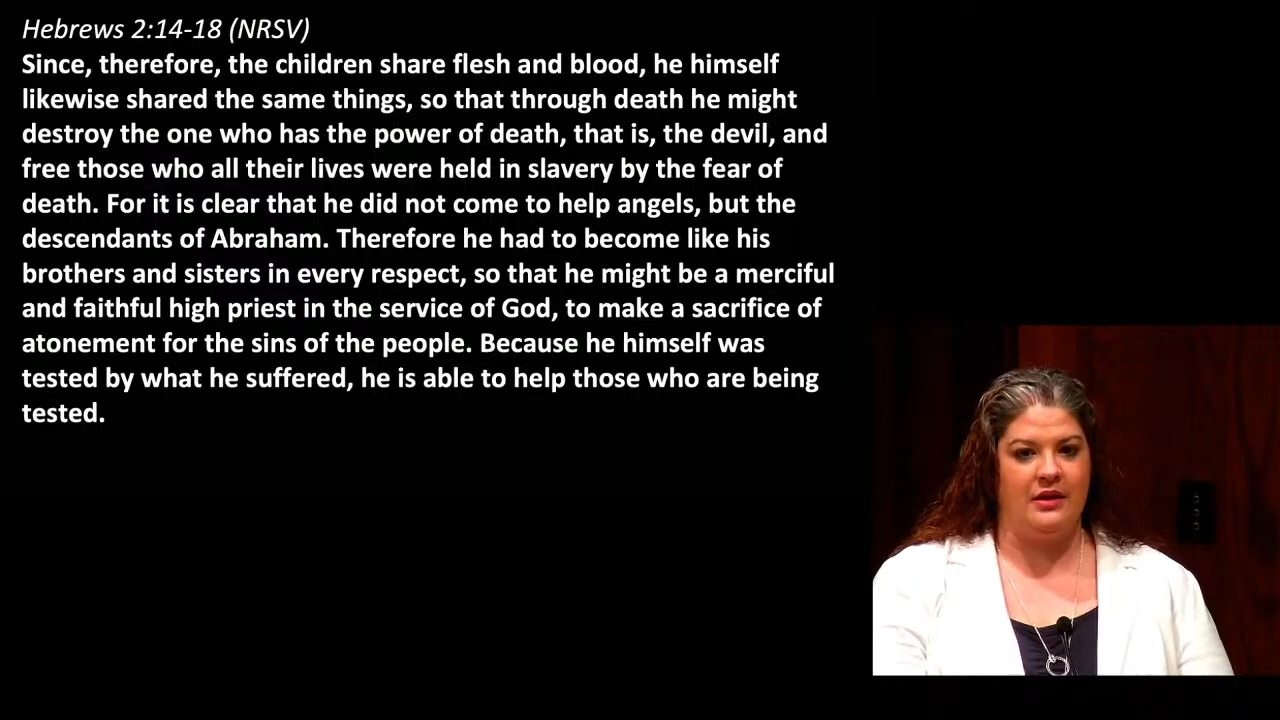 Hebrews 2:14-18 (NRSV)
Since, therefore, the children share flesh and blood, he himself
likewise shared the same things, so that through death he might
destroy the one who has the power of death, that is, the devil, and
free those who all their lives were held in slavery by the fear of
death. For it is clear that he did not come to help angels, but the
descendants of Abraham. Therefore he had to become like his
brothers and sisters in every respect, so that he might be a merciful
and faithful high priest in the service of God, to make a sacrifice of
atonement for the sins of the people. Because he himself was
tested by what he suffered, he is able to help those who are being
tested.